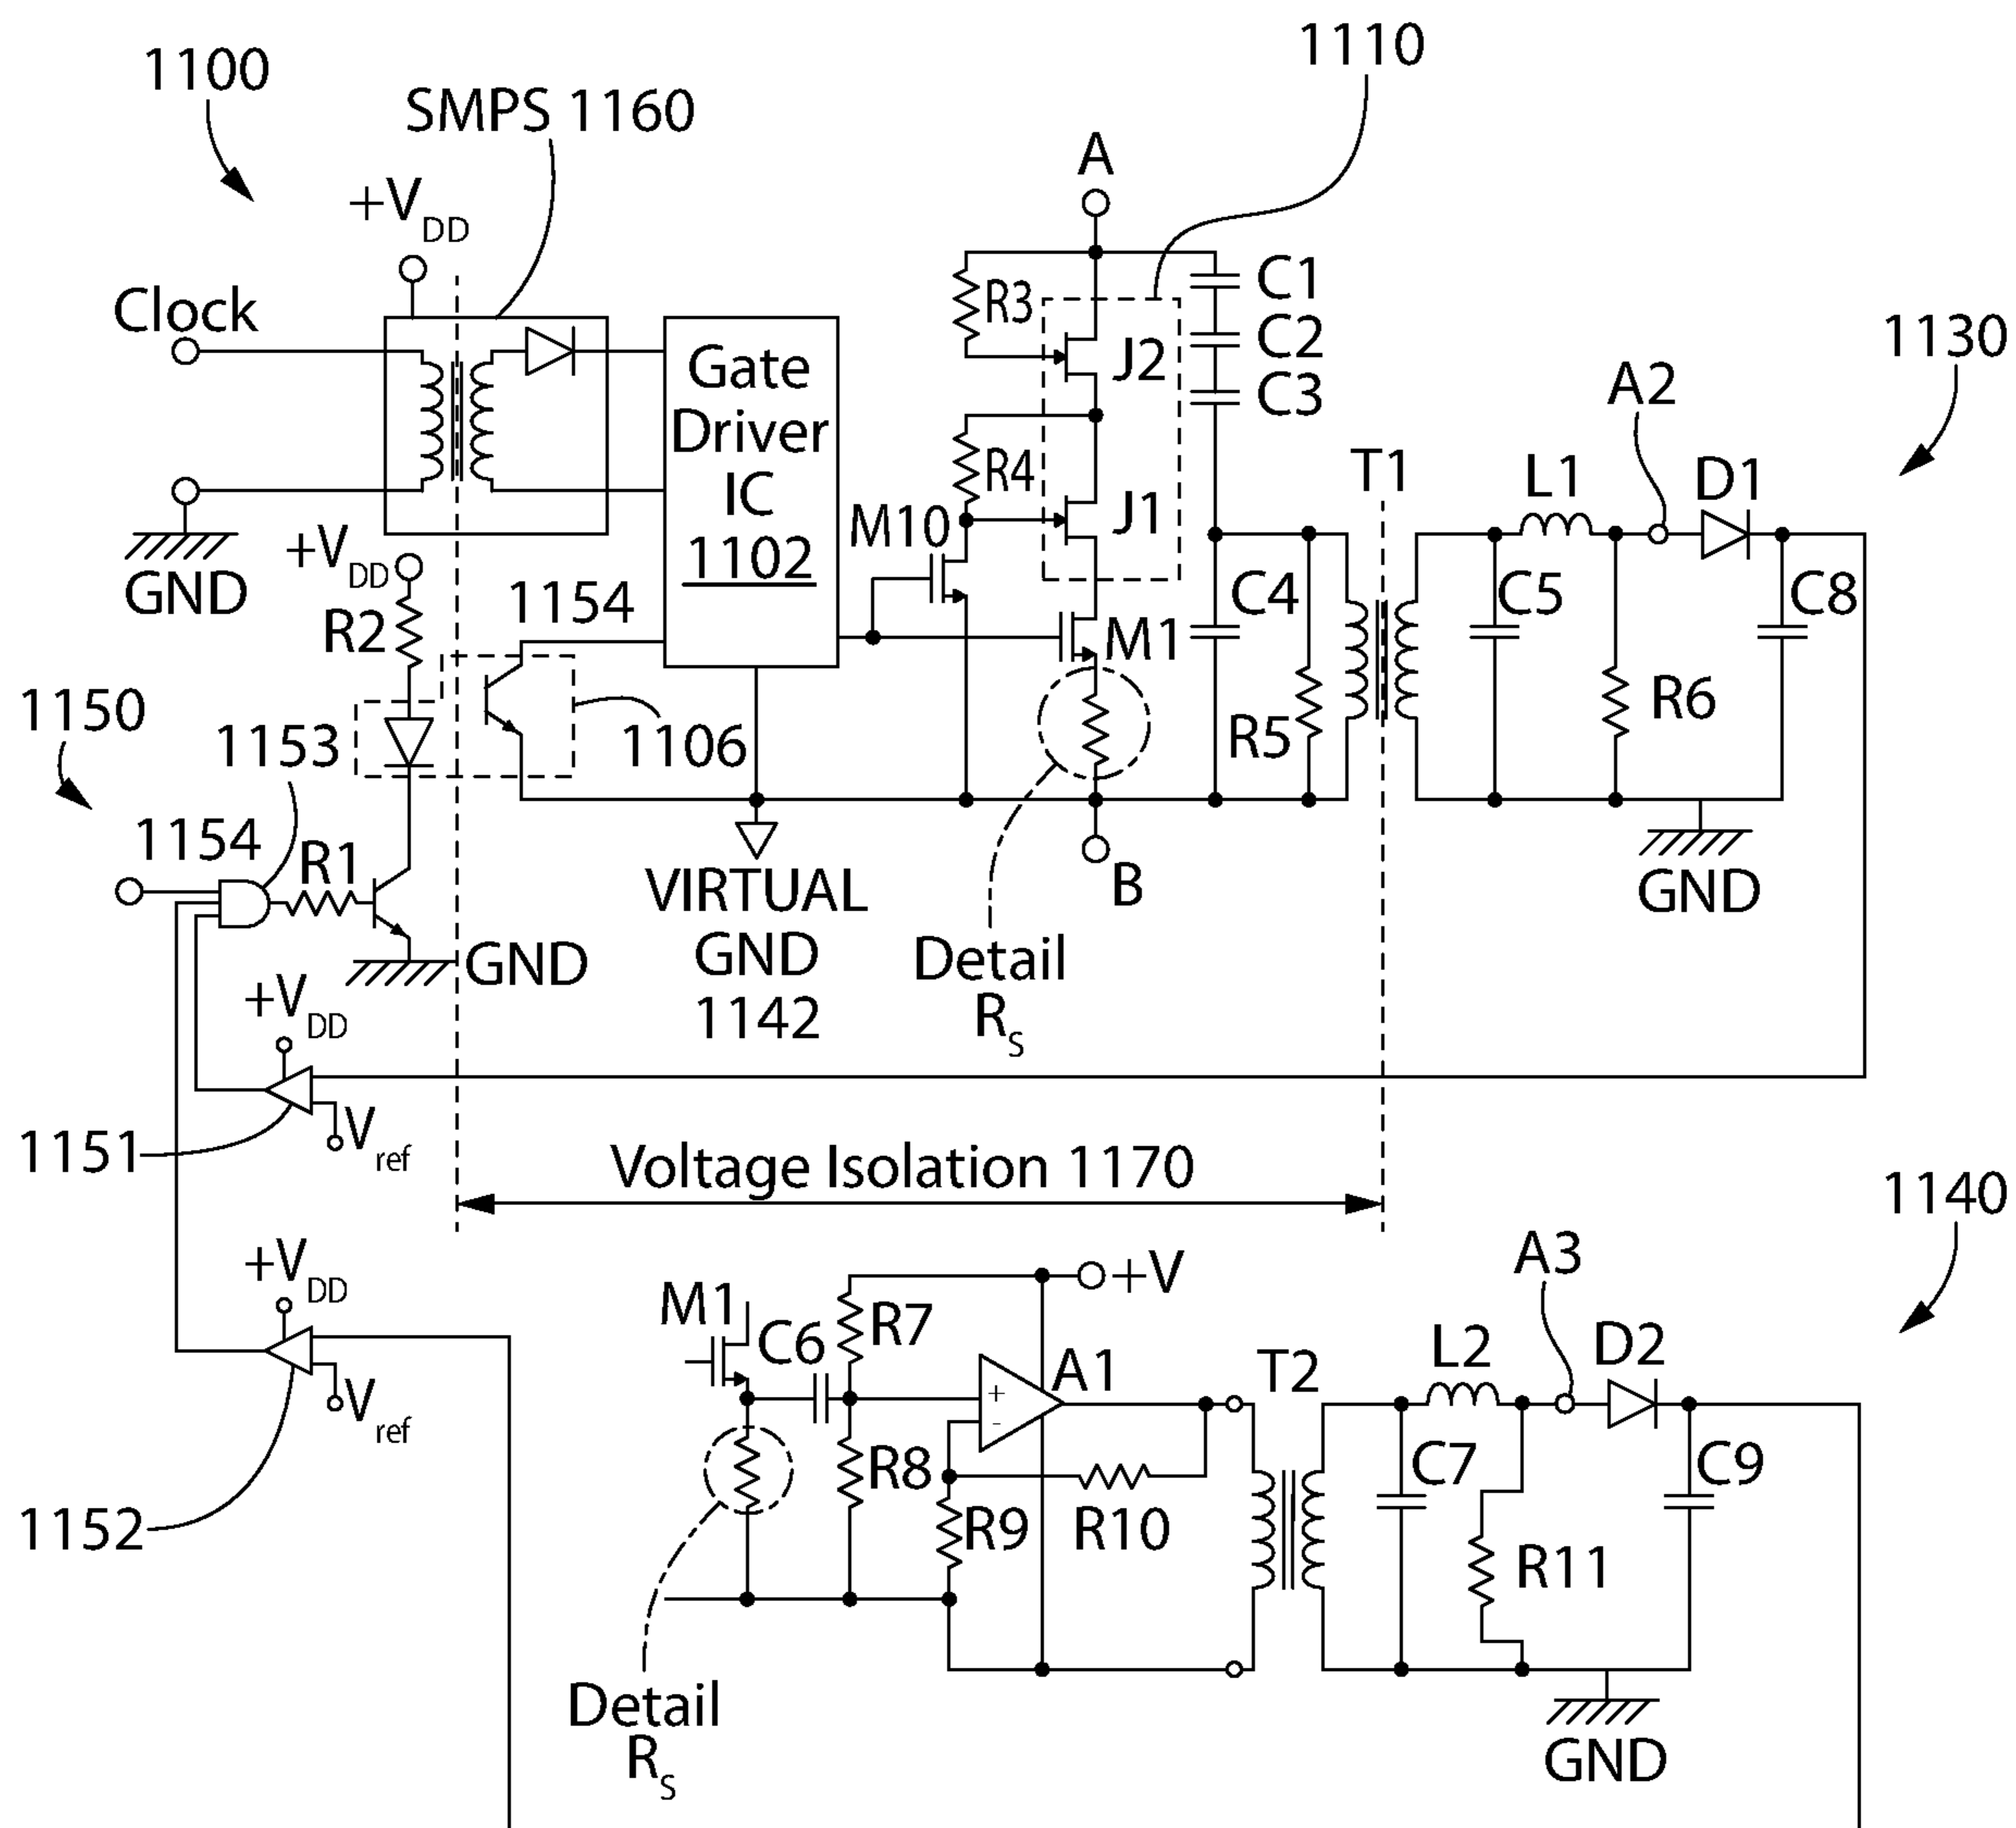 1100
SMPS 1160
1110
+VDD
A
Clock
Gate
Driver
IC
1102
R3
J2
C1
C2
C3
1130
A2
R4
J1
M10
T1
L1
D1
GND
+VDD
R2
1154
M1
C4
C5
C8
R5
R6
1150
1153
1106
1154
R1
VIRTUAL
GND
1142
B
GND
GND
Detail
RS
+VDD
Vref
1151
Voltage Isolation 1170
1140
+VDD
Vref
1152
M1
C6
R7
+V
A1
+
-
T2
A3
L2
D2
R8
R9
R10
C7
R11
C9
Detail
RS
GND